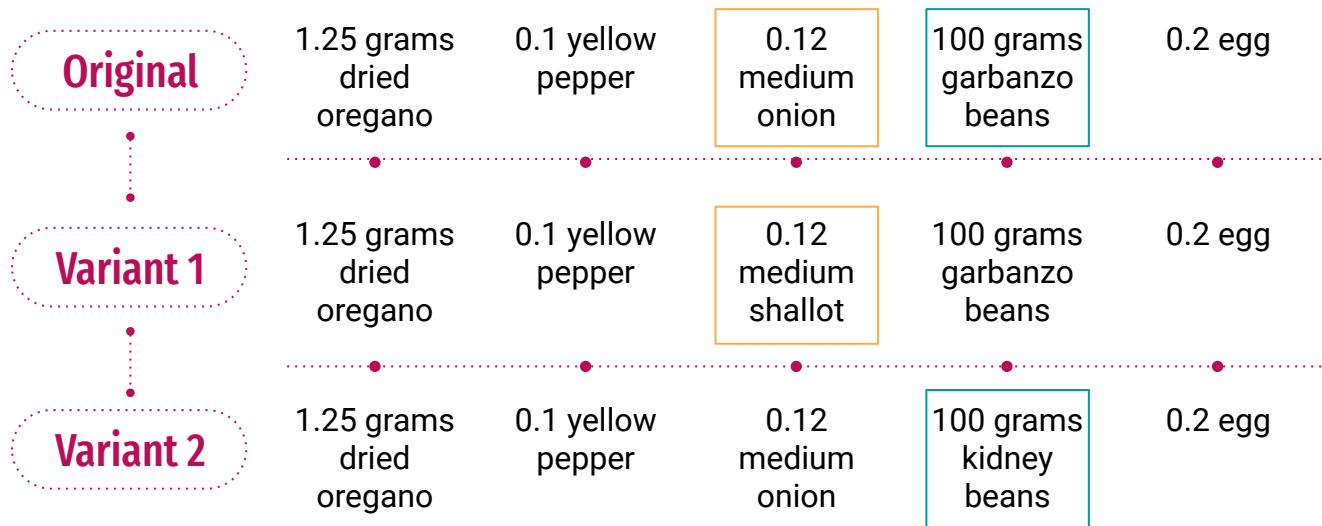 Original
1.25 grams
dried
oregano
0.1 yellow
pepper
0.12
medium
onion
100 grams
garbanzo
beans
0.2 egg
Variant 1
1.25 grams
dried
oregano
0.1 yellow
pepper
0.12
medium
shallot
100 grams
garbanzo
beans
0.2 egg
Variant 2
1.25 grams
dried
oregano
0.1 yellow
pepper
0.12
medium
onion
100 grams
kidney
beans
0.2 egg